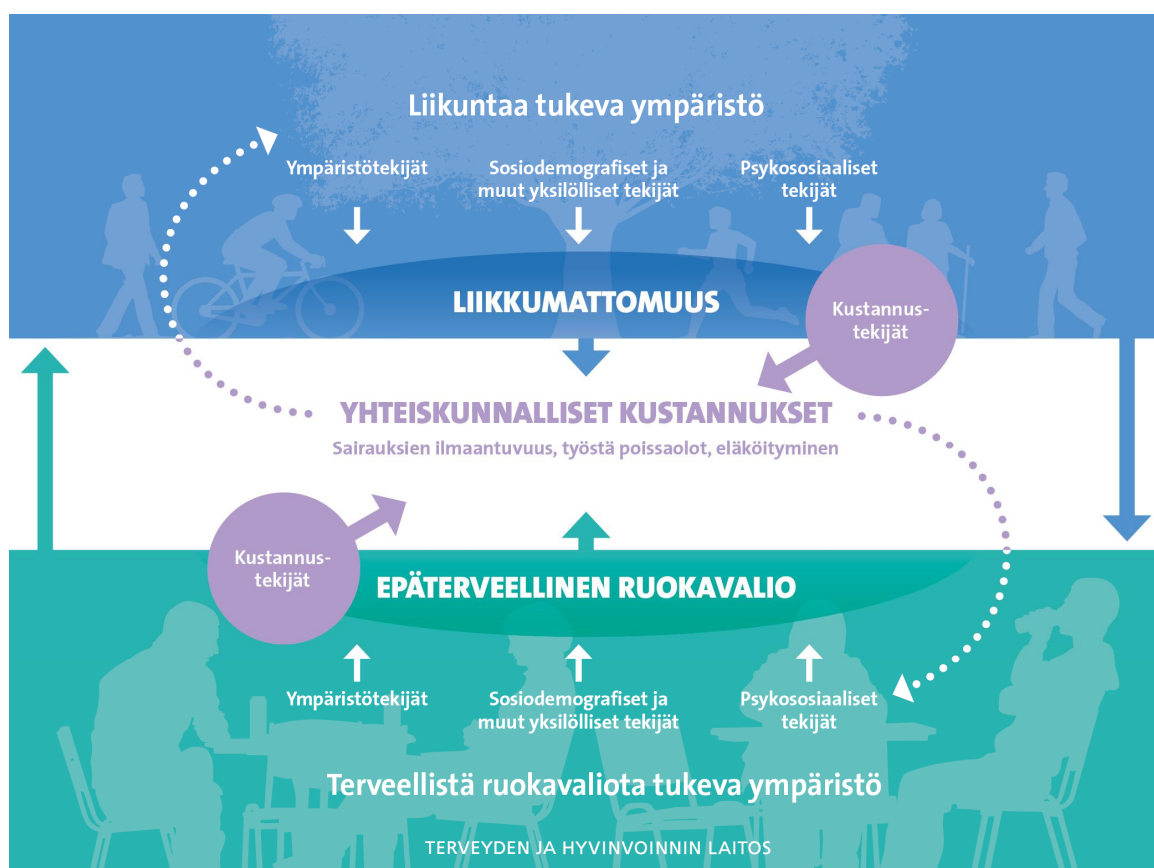 Liikuntaa tukeva ympäristö
Ympäristötekijät
Sosiodemografiset ja
muut yksilölliset tekijät
Psykososiaaliset
tekijät
LIIKKUMATTOMUUS
Kustannus-
tekijät
YHTEISKUNNALLISET KUSTANNUKSET
Sairauksien ilmaantuvuus, työstä poissaolot, eläköityminen
Kustannus-
tekijät
EPÄTERVEELLINEN RUOKAVALIO
Ympäristötekijät
Sosiodemografiset ja
muut yksilölliset tekijät
Psykososiaaliset
tekijät
Terveellistä ruokavaliota tukeva ympäristö
TERVEYDEN JA HYVINVOINNIN LAITOS